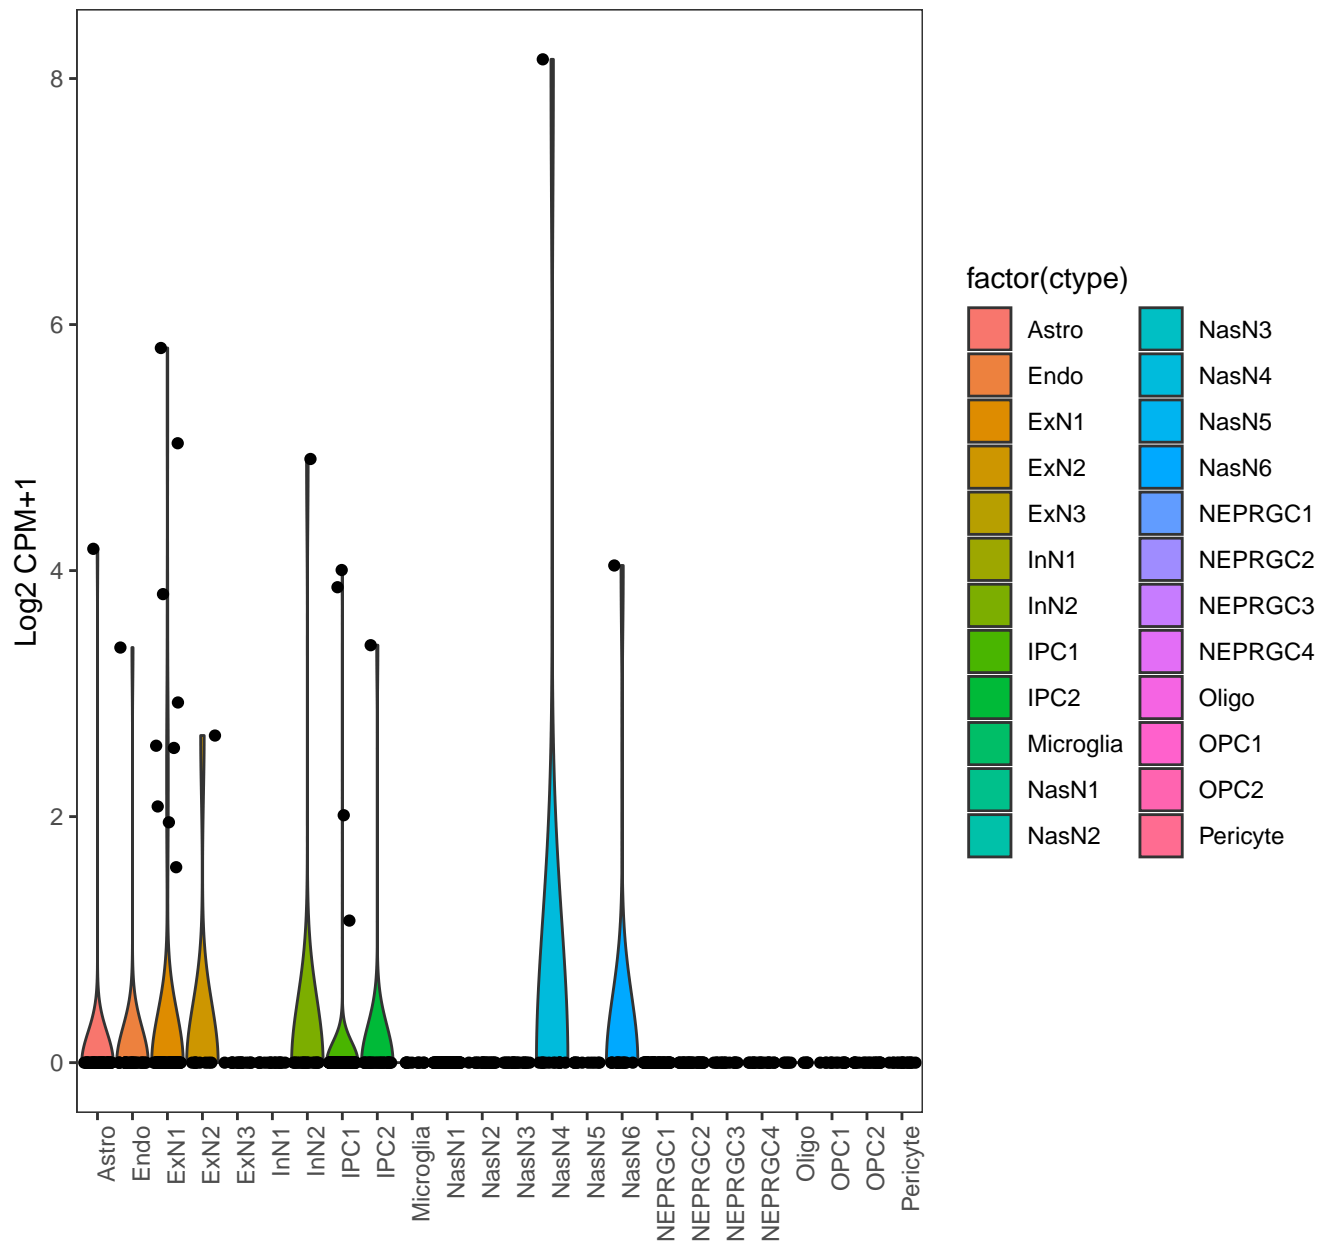 8
6
4
2
0
Log2 CPM+1
Astro
Endo
ExN1
ExN2
ExN3
InN1
InN2
IPC1
IPC2
Microglia
NasN1
NasN2
NasN3
NasN4
NasN5
NasN6
NEPRGC1
NEPRGC2
NEPRGC3
NEPRGC4
Oligo
OPC1
OPC2
Pericyte
factor(ctype)
Astro
Endo
ExN1
ExN2
ExN3
InN1
InN2
IPC1
IPC2
Microglia
NasN1
NasN2
NasN3
NasN4
NasN5
NasN6
NEPRGC1
NEPRGC2
NEPRGC3
NEPRGC4
Oligo
OPC1
OPC2
Pericyte